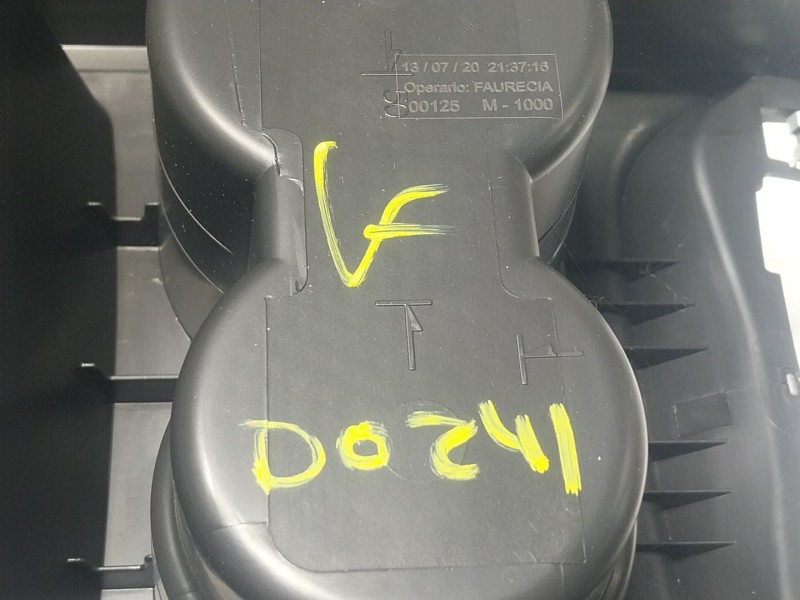 13/07/20 21:37:16
Operario: FAURECIA
00125 M-1000
VF
D0241